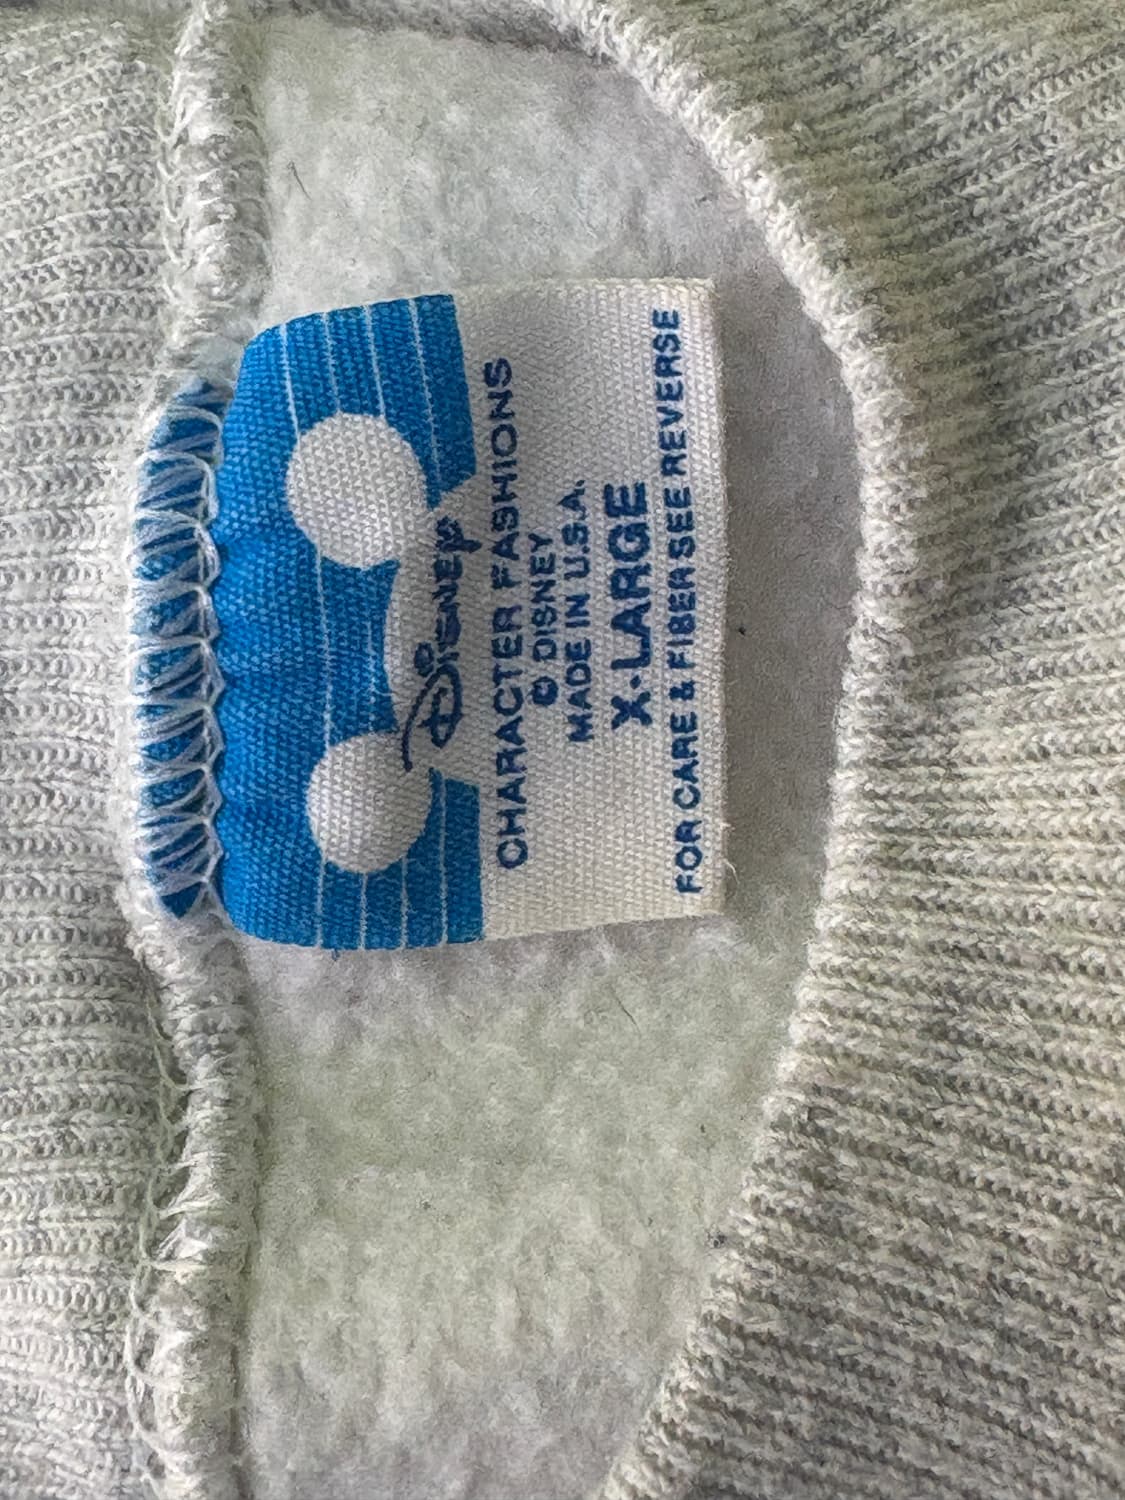 Disney
CHARACTER FASHIONS
© DISNEY
MADE IN U.S.A.
X-LARGE
FOR CARE & FIBER SEE REVERSE